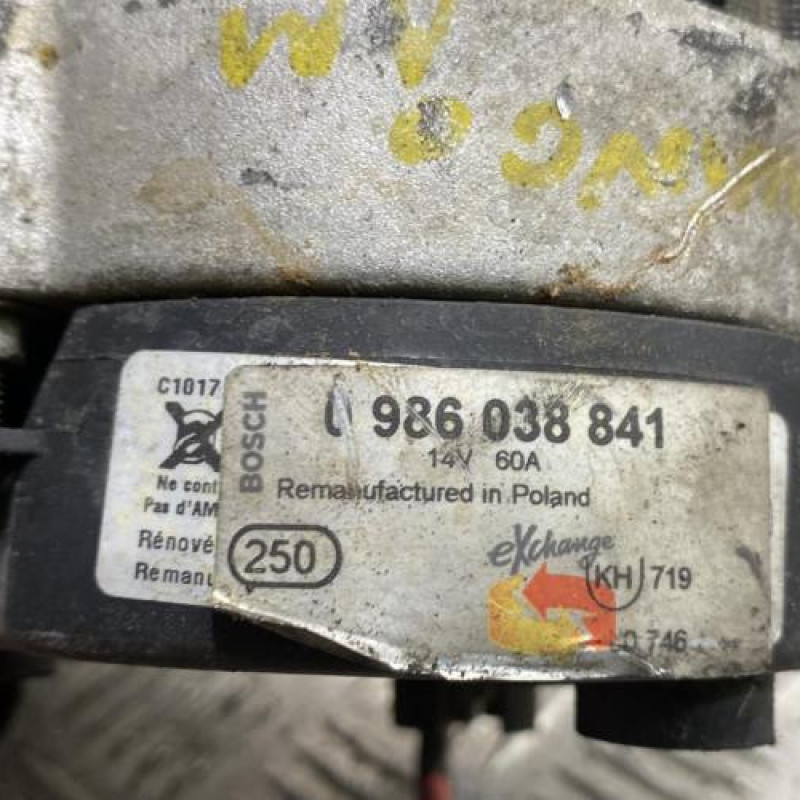 C1017
Ne cont
Pas d'AM
Rénové
Remanu
BOSCH
0 986 038 841
14V 60A
Remanufactured in Poland
250
eXchange
KH 719
746